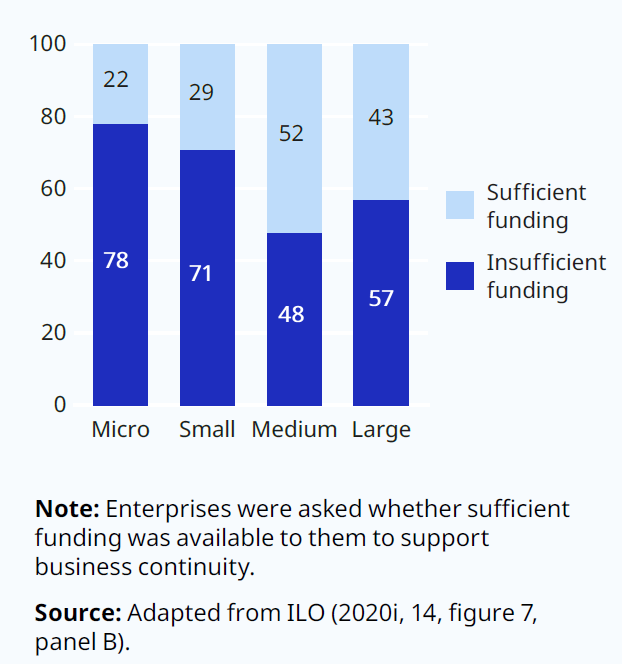 100
80
60
40
20
0
22
78
29
71
52
48
43
57
Micro
Small
Medium
Large
Sufficient
funding
Insufficient
funding
Note: Enterprises were asked whether sufficient
funding was available to them to support
business continuity.
Source: Adapted from ILO (2020i, 14, figure 7,
panel B).